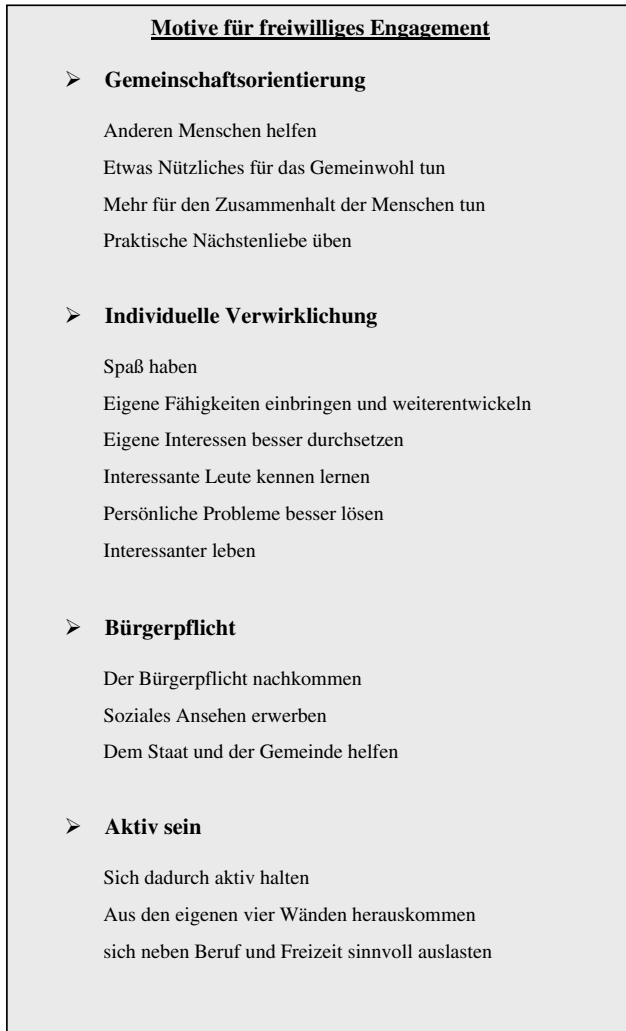 Motive für freiwilliges Engagement
➢ Gemeinschaftsorientierung
Anderen Menschen helfen
Etwas Nützliches für das Gemeinwohl tun
Mehr für den Zusammenhalt der Menschen tun
Praktische Nächstenliebe üben
➢ Individuelle Verwirklichung
Spaß haben
Eigene Fähigkeiten einbringen und weiterentwickeln
Eigene Interessen besser durchsetzen
Interessante Leute kennen lernen
Persönliche Probleme besser lösen
Interessanter leben
➢ Bürgerpflicht
Der Bürgerpflicht nachkommen
Soziales Ansehen erwerben
Dem Staat und der Gemeinde helfen
➢ Aktiv sein
Sich dadurch aktiv halten
Aus den eigenen vier Wänden herauskommen
sich neben Beruf und Freizeit sinnvoll auslasten